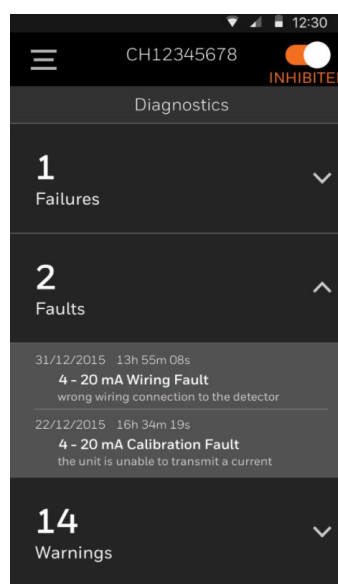 12:30
CH12345678
INHIBITE
Diagnostics
1
Failures
2
Faults
31/12/2015 13h 55m 08s
4 - 20 mA Wiring Fault
wrong wiring connection to the detector
22/12/2015 16h 34m 19s
4 - 20 mA Calibration Fault
the unit is unable to transmit a current
14
Warnings